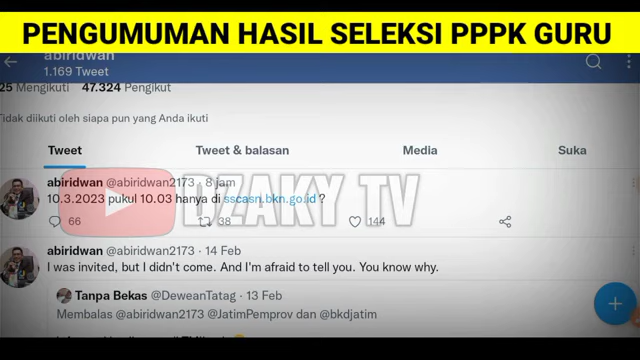 PENGUMUMAN HASIL SELEKSI PPPK GURU
abiridwan
1.169 Tweet
25 Mengikuti 47.324 Pengikut
Tidak diikuti oleh siapa pun yang Anda ikuti
Tweet Tweet & balasan Media Suka
abiridwan @abiridwan2173 · 8 jam
10.3.2023 pukul 10.03 hanya di sscasn.bkn.go.id ?
66 38 144
DZAKY TV
abiridwan @abiridwan2173 · 14 Feb
I was invited, but I didn't come. And I'm afraid to tell you. You know why.
Tanpa Bekas @DeweanTatag · 13 Feb
Membalas @abiridwan2173 @JatimPemprov dan @bkdjatim